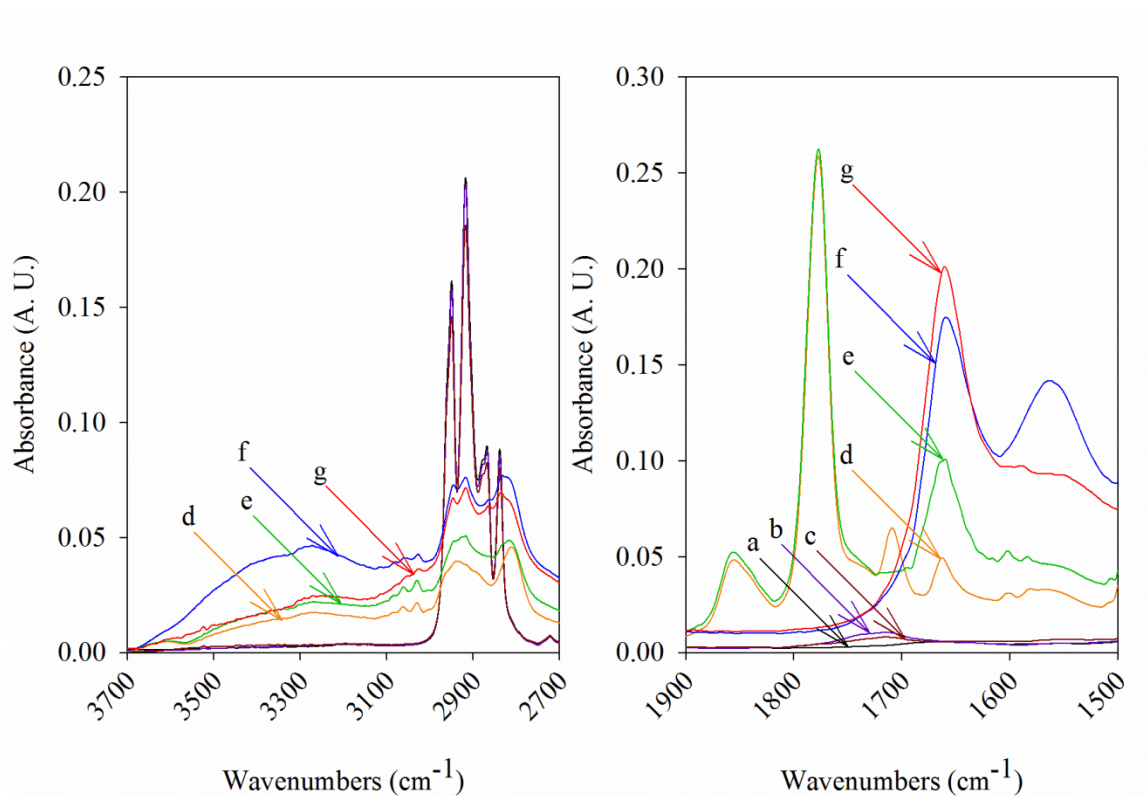 0.25
0.20
0.15
0.10
0.05
0.00
Absorbance (A. U.)
3700
3500
3300
3100
2900
2700
Wavenumbers (cm-1)
d
e
f
g
0.30
0.25
0.20
0.15
0.10
0.05
0.00
Absorbance (A. U.)
1900
1800
1700
1600
1500
Wavenumbers (cm-1)
g
f
e
d
a
b
c